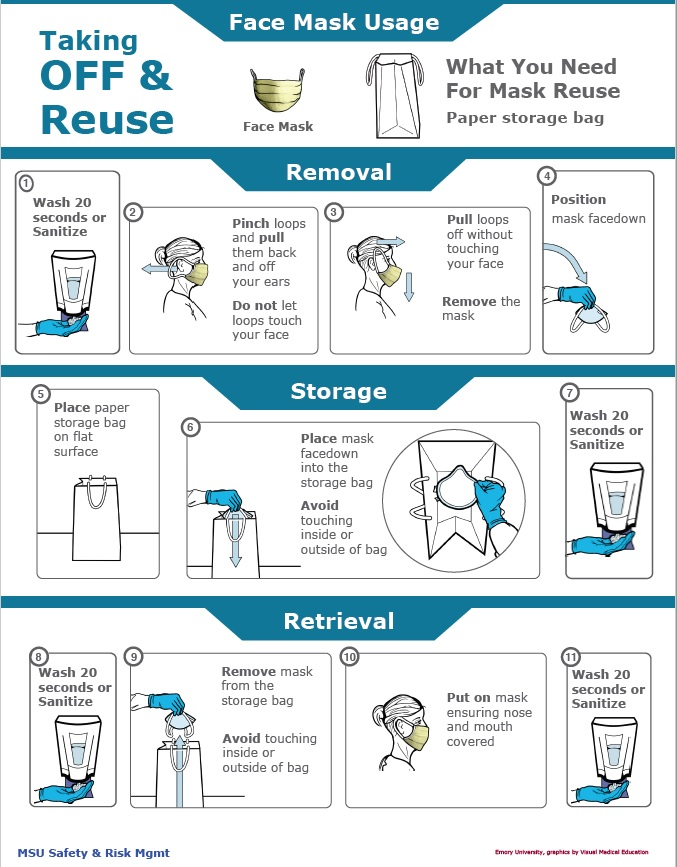 Face Mask Usage
Taking
OFF &
Reuse
Face Mask
What You Need
For Mask Reuse
Paper storage bag
Removal
1
Wash 20
seconds or
Sanitize
2
Pinch loops
and pull
them back
and off
your ears
Do not let
loops touch
your face
3
Pull loops
off without
touching
your face
Remove the
mask
4
Position
mask facedown
Storage
5
Place paper
storage bag
on flat
surface
6
Place mask
facedown
into the
storage bag
Avoid
touching
inside or
outside of bag
7
Wash 20
seconds or
Sanitize
Retrieval
8
Wash 20
seconds or
Sanitize
9
Remove mask
from the
storage bag
Avoid touching
inside or
outside of bag
10
Put on mask
ensuring nose
and mouth
covered
11
Wash 20
seconds or
Sanitize
MSU Safety & Risk Mgmt
Emory University, graphics by Visual Medical Education